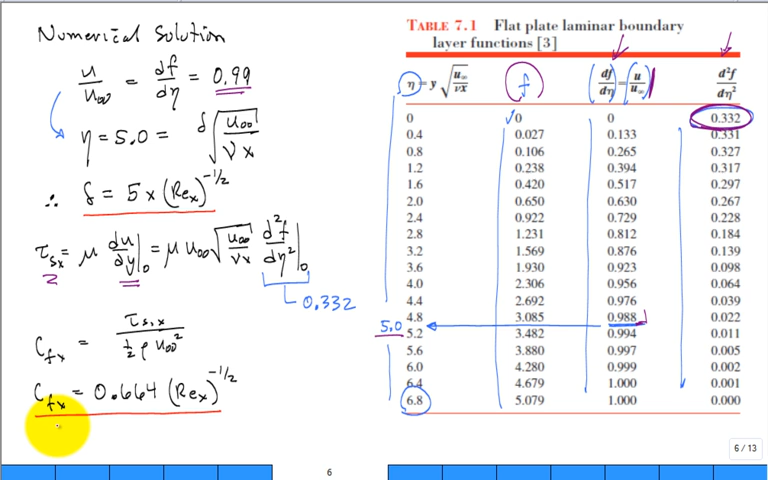 Numerical Solution
u/u∞ = df/dη = 0.99
η = 5.0 = δ √(u∞/νx)
∴ δ = 5x (Rex)^-1/2
τs,x = μ du/dy|0 = μ u∞ √(u∞/νx) d²f/dη²|0
0.332
Cfx = τs,x / (½ ρ u∞²)
Cfx = 0.664 (Rex)^-1/2
TABLE 7.1 Flat plate laminar boundary
layer functions [3]
η = y √(u∞/νx) f df/dη = u/u∞ d²f/dη²
0 0 0 0.332
0.4 0.027 0.133 0.331
0.8 0.106 0.265 0.327
1.2 0.238 0.394 0.317
1.6 0.420 0.517 0.297
2.0 0.650 0.630 0.267
2.4 0.922 0.729 0.228
2.8 1.231 0.812 0.184
3.2 1.569 0.876 0.139
3.6 1.930 0.923 0.098
4.0 2.306 0.956 0.064
4.4 2.692 0.976 0.039
4.8 3.085 0.988 0.022
5.0
5.2 3.482 0.994 0.011
5.6 3.880 0.997 0.005
6.0 4.280 0.999 0.002
6.4 4.679 1.000 0.001
6.8 5.079 1.000 0.000
6 / 13
6